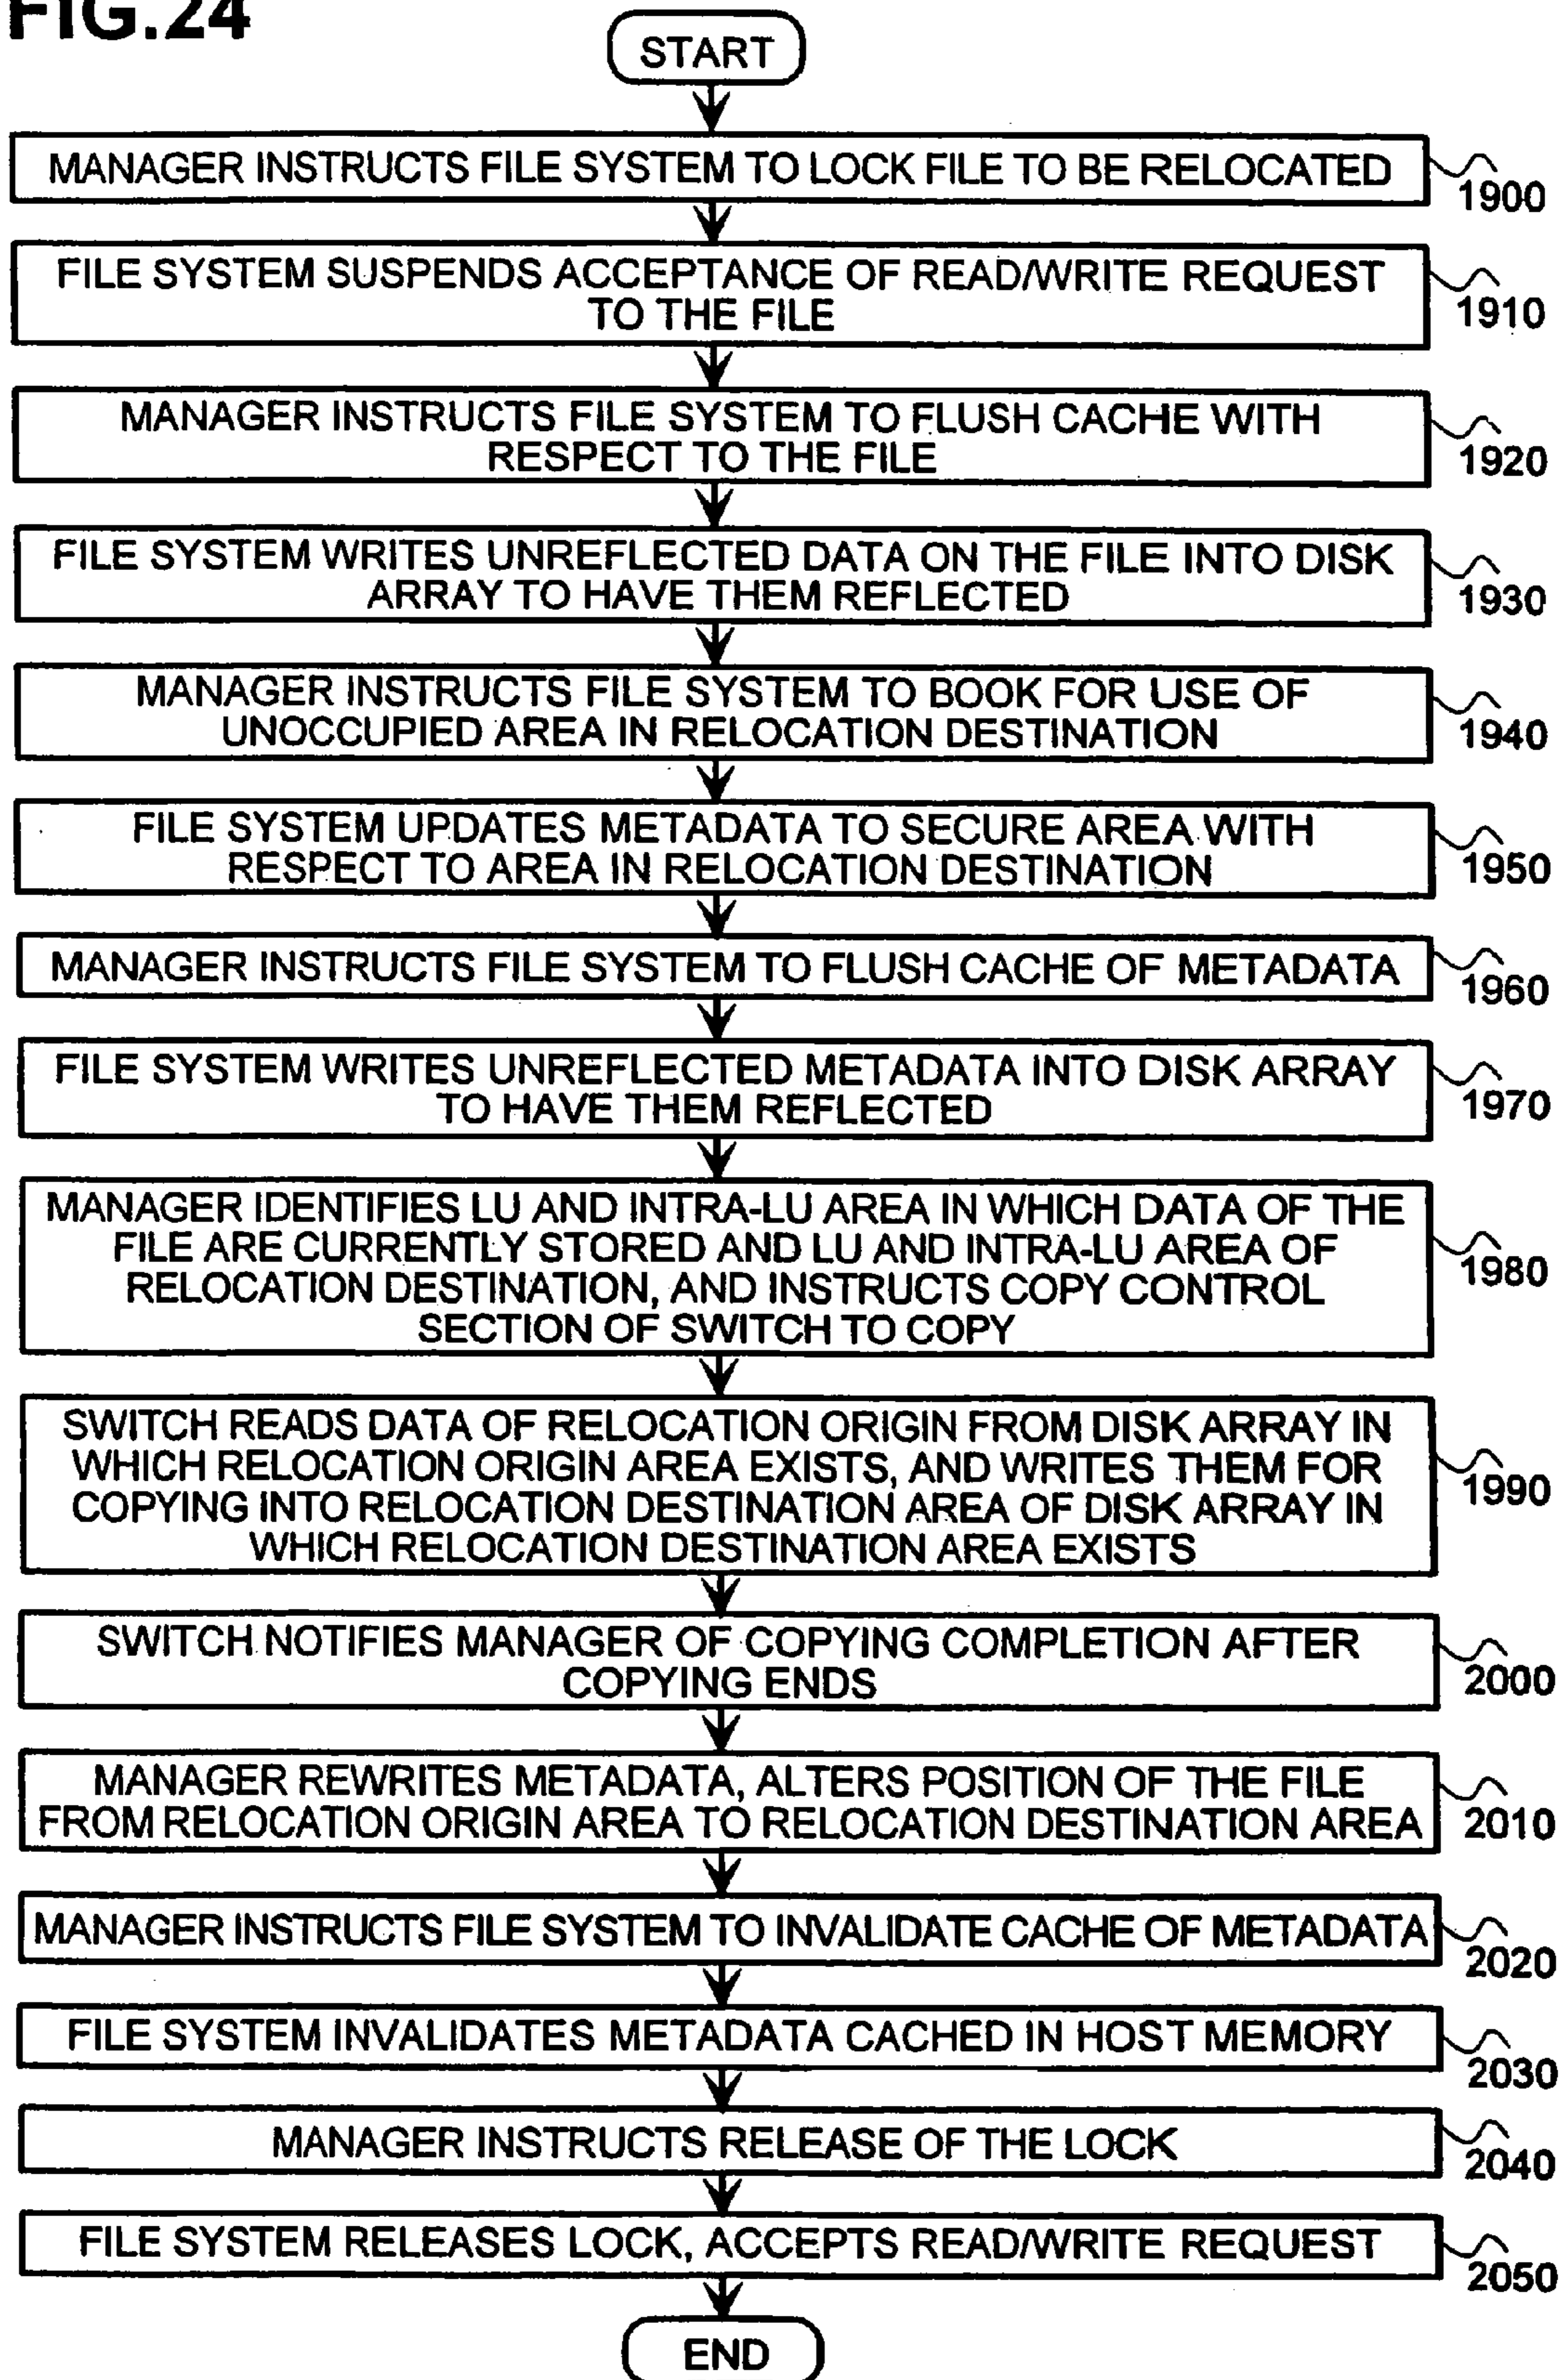 FIG.24
START
MANAGER INSTRUCTS FILE SYSTEM TO LOCK FILE TO BE RELOCATED
1900
FILE SYSTEM SUSPENDS ACCEPTANCE OF READ/WRITE REQUEST
TO THE FILE
1910
MANAGER INSTRUCTS FILE SYSTEM TO FLUSH CACHE WITH
RESPECT TO THE FILE
1920
FILE SYSTEM WRITES UNREFLECTED DATA ON THE FILE INTO DISK
ARRAY TO HAVE THEM REFLECTED
1930
MANAGER INSTRUCTS FILE SYSTEM TO BOOK FOR USE OF
UNOCCUPIED AREA IN RELOCATION DESTINATION
1940
FILE SYSTEM UPDATES METADATA TO SECURE AREA WITH
RESPECT TO AREA IN RELOCATION DESTINATION
1950
MANAGER INSTRUCTS FILE SYSTEM TO FLUSH CACHE OF METADATA
1960
FILE SYSTEM WRITES UNREFLECTED METADATA INTO DISK ARRAY
TO HAVE THEM REFLECTED
1970
MANAGER IDENTIFIES LU AND INTRA-LU AREA IN WHICH DATA OF THE
FILE ARE CURRENTLY STORED AND LU AND INTRA-LU AREA OF
RELOCATION DESTINATION, AND INSTRUCTS COPY CONTROL
SECTION OF SWITCH TO COPY
1980
SWITCH READS DATA OF RELOCATION ORIGIN FROM DISK ARRAY IN
WHICH RELOCATION ORIGIN AREA EXISTS, AND WRITES THEM FOR
COPYING INTO RELOCATION DESTINATION AREA OF DISK ARRAY IN
WHICH RELOCATION DESTINATION AREA EXISTS
1990
SWITCH NOTIFIES MANAGER OF COPYING COMPLETION AFTER
COPYING ENDS
2000
MANAGER REWRITES METADATA, ALTERS POSITION OF THE FILE
FROM RELOCATION ORIGIN AREA TO RELOCATION DESTINATION AREA
2010
MANAGER INSTRUCTS FILE SYSTEM TO INVALIDATE CACHE OF METADATA
2020
FILE SYSTEM INVALIDATES METADATA CACHED IN HOST MEMORY
2030
MANAGER INSTRUCTS RELEASE OF THE LOCK
2040
FILE SYSTEM RELEASES LOCK, ACCEPTS READ/WRITE REQUEST
2050
END